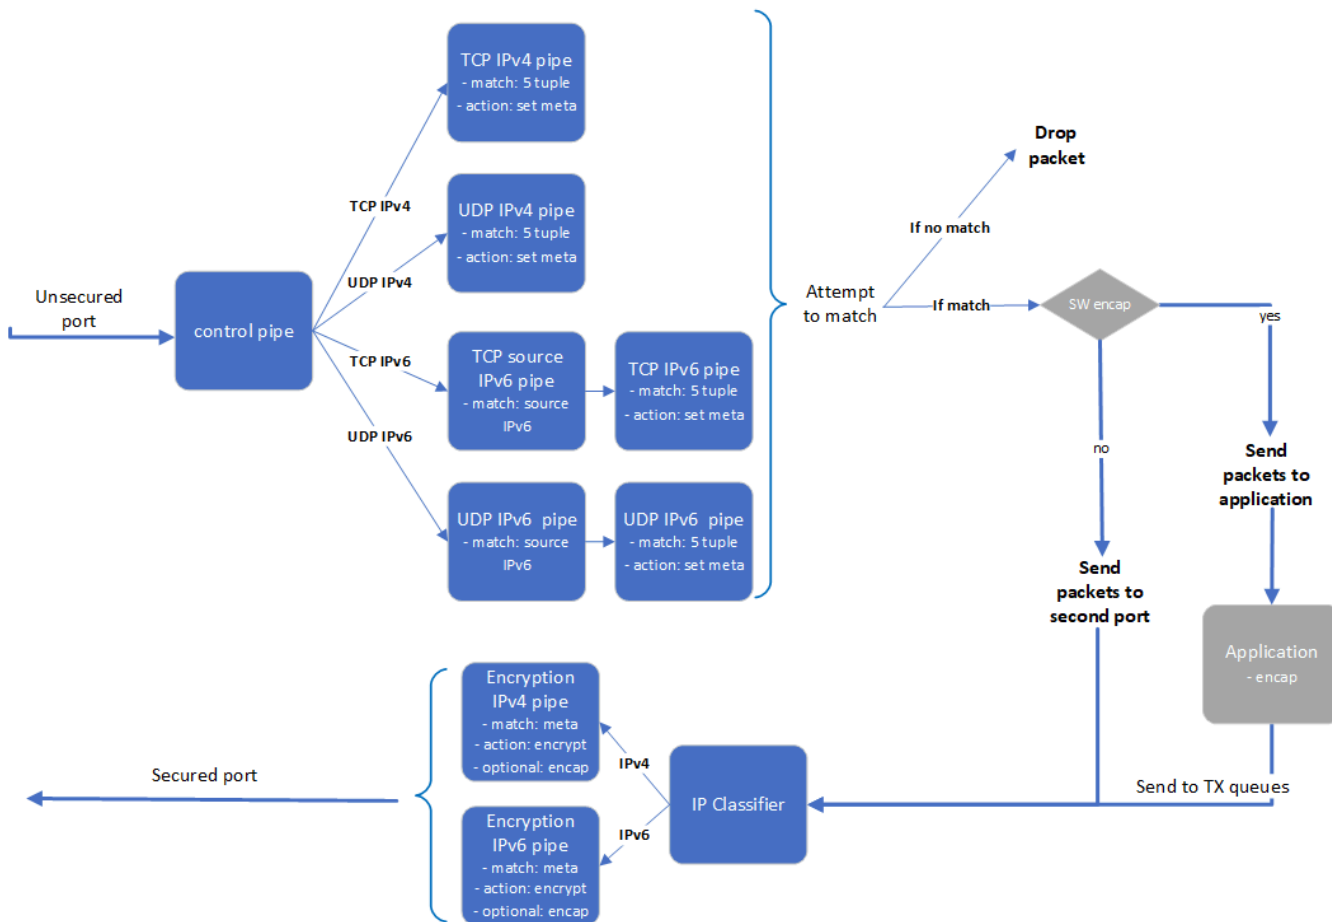 Unsecured
port
control pipe
TCP IPv4
UDP IPv4
TCP IPv6
UDP IPv6
TCP IPv4 pipe
- match: 5 tuple
- action: set meta
UDP IPv4 pipe
- match: 5 tuple
- action: set meta
TCP source
IPv6 pipe
- match: source
IPv6
TCP IPv6 pipe
- match: 5 tuple
- action: set meta
UDP IPv6  pipe
- match: source
IPv6
UDP IPv6  pipe
- match: 5 tuple
- action: set meta
Attempt
to match
If no match
Drop
packet
If match
SW encap
yes
no
Send
packets to
application
Send
packets to
second port
Application
- encap
Send to TX queues
IP Classifier
IPv4
IPv6
Encryption
IPv4 pipe
- match: meta
- action: encrypt
- optional: encap
Encryption
IPv6 pipe
- match: meta
- action: encrypt
- optional: encap
Secured port